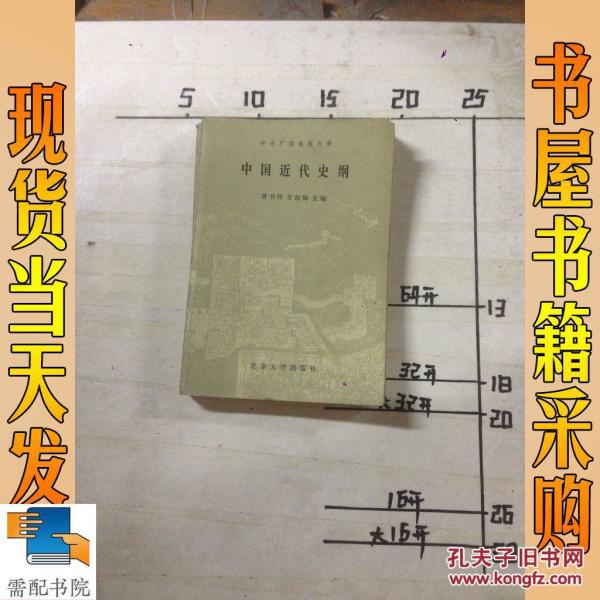 现货当天发
书屋书籍采购
5 10 15 20 25
中央广播电视大学
中国近代史纲
主编
北京大学出版社
64开 13
32开 18
大32开 20
16开 26
大16开
需配书院
孔夫子旧书网
www.kongfz.com